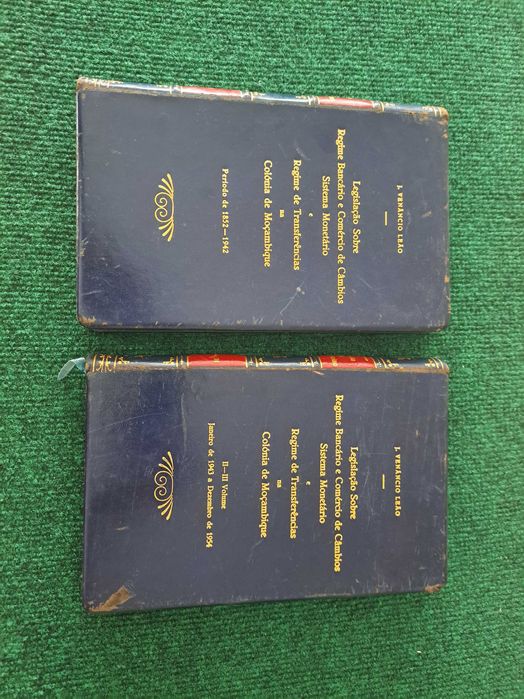 J. VENÂNCIO LEÃO
Legislação Sobre
Regime Bancário e Comércio de Câmbios
Sistema Monetário
e
Regime de Transferências
na
Colónia de Moçambique
Período de 1852—1942
J. VENÂNCIO LEÃO
Legislação Sobre
Regime Bancário e Comércio de Câmbios
Sistema Monetário
e
Regime de Transferências
na
Colónia de Moçambique
II—III Volume
Janeiro de 1943 a Dezembro de 1954